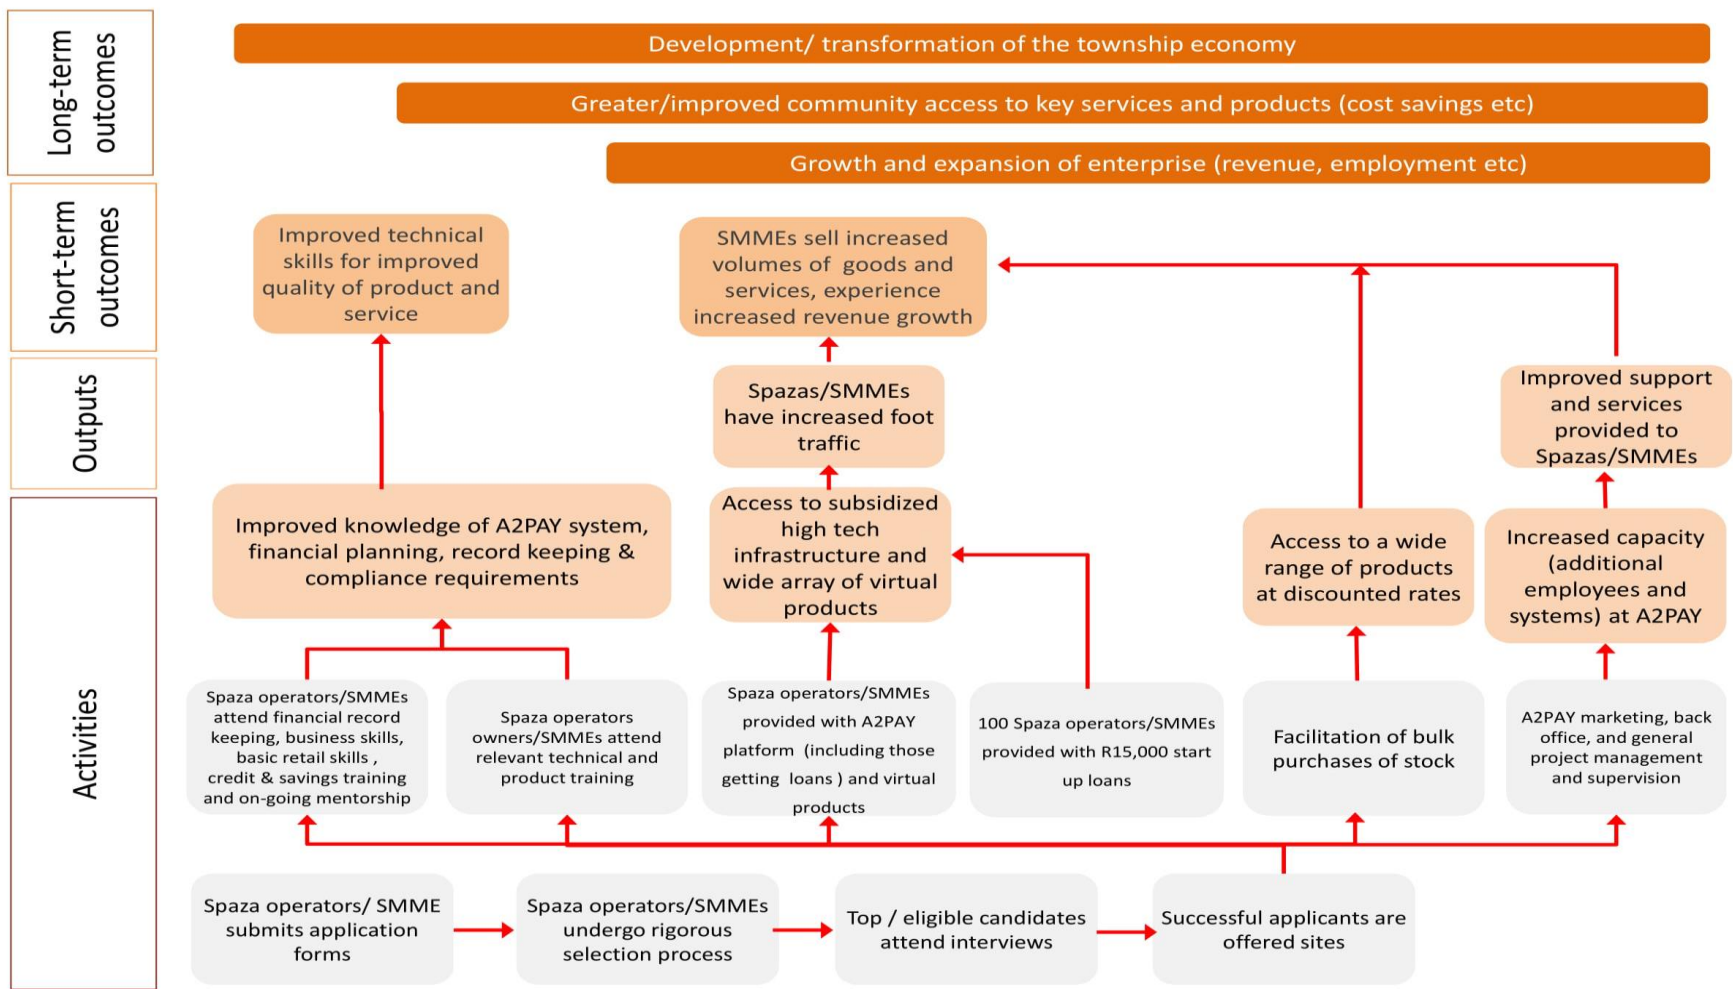 Long-term
outcomes
Development/ transformation of the township economy
Greater/improved community access to key services and products (cost savings etc)
Growth and expansion of enterprise (revenue, employment etc)
Short-term
outcomes
Improved technical
skills for improved
quality of product and
service
SMMEs sell increased
volumes of goods and
services, experience
increased revenue growth
Outputs
Spazas/SMMEs
have increased foot
traffic
Improved support
and services
provided to
Spazas/SMMEs
Activities
Improved knowledge of A2PAY system,
financial planning, record keeping &
compliance requirements
Access to subsidized
high tech
infrastructure and
wide array of virtual
products
Access to a wide
range of products
at discounted rates
Increased capacity
(additional
employees and
systems) at A2PAY
Spaza operators/SMMEs
attend financial record
keeping, business skills,
basic retail skills ,
credit & savings training
and on-going mentorship
Spaza operators
owners/SMMEs attend
relevant technical and
product training
Spaza operators/SMMEs
provided with A2PAY
platform (including those
getting loans ) and virtual
products
100 Spaza operators/SMMEs
provided with R15,000 start
up loans
Facilitation of bulk
purchases of stock
A2PAY marketing, back
office, and general
project management
and supervision
Spaza operators/ SMME
submits application
forms
Spaza operators/SMMEs
undergo rigorous
selection process
Top / eligible candidates
attend interviews
Successful applicants are
offered sites